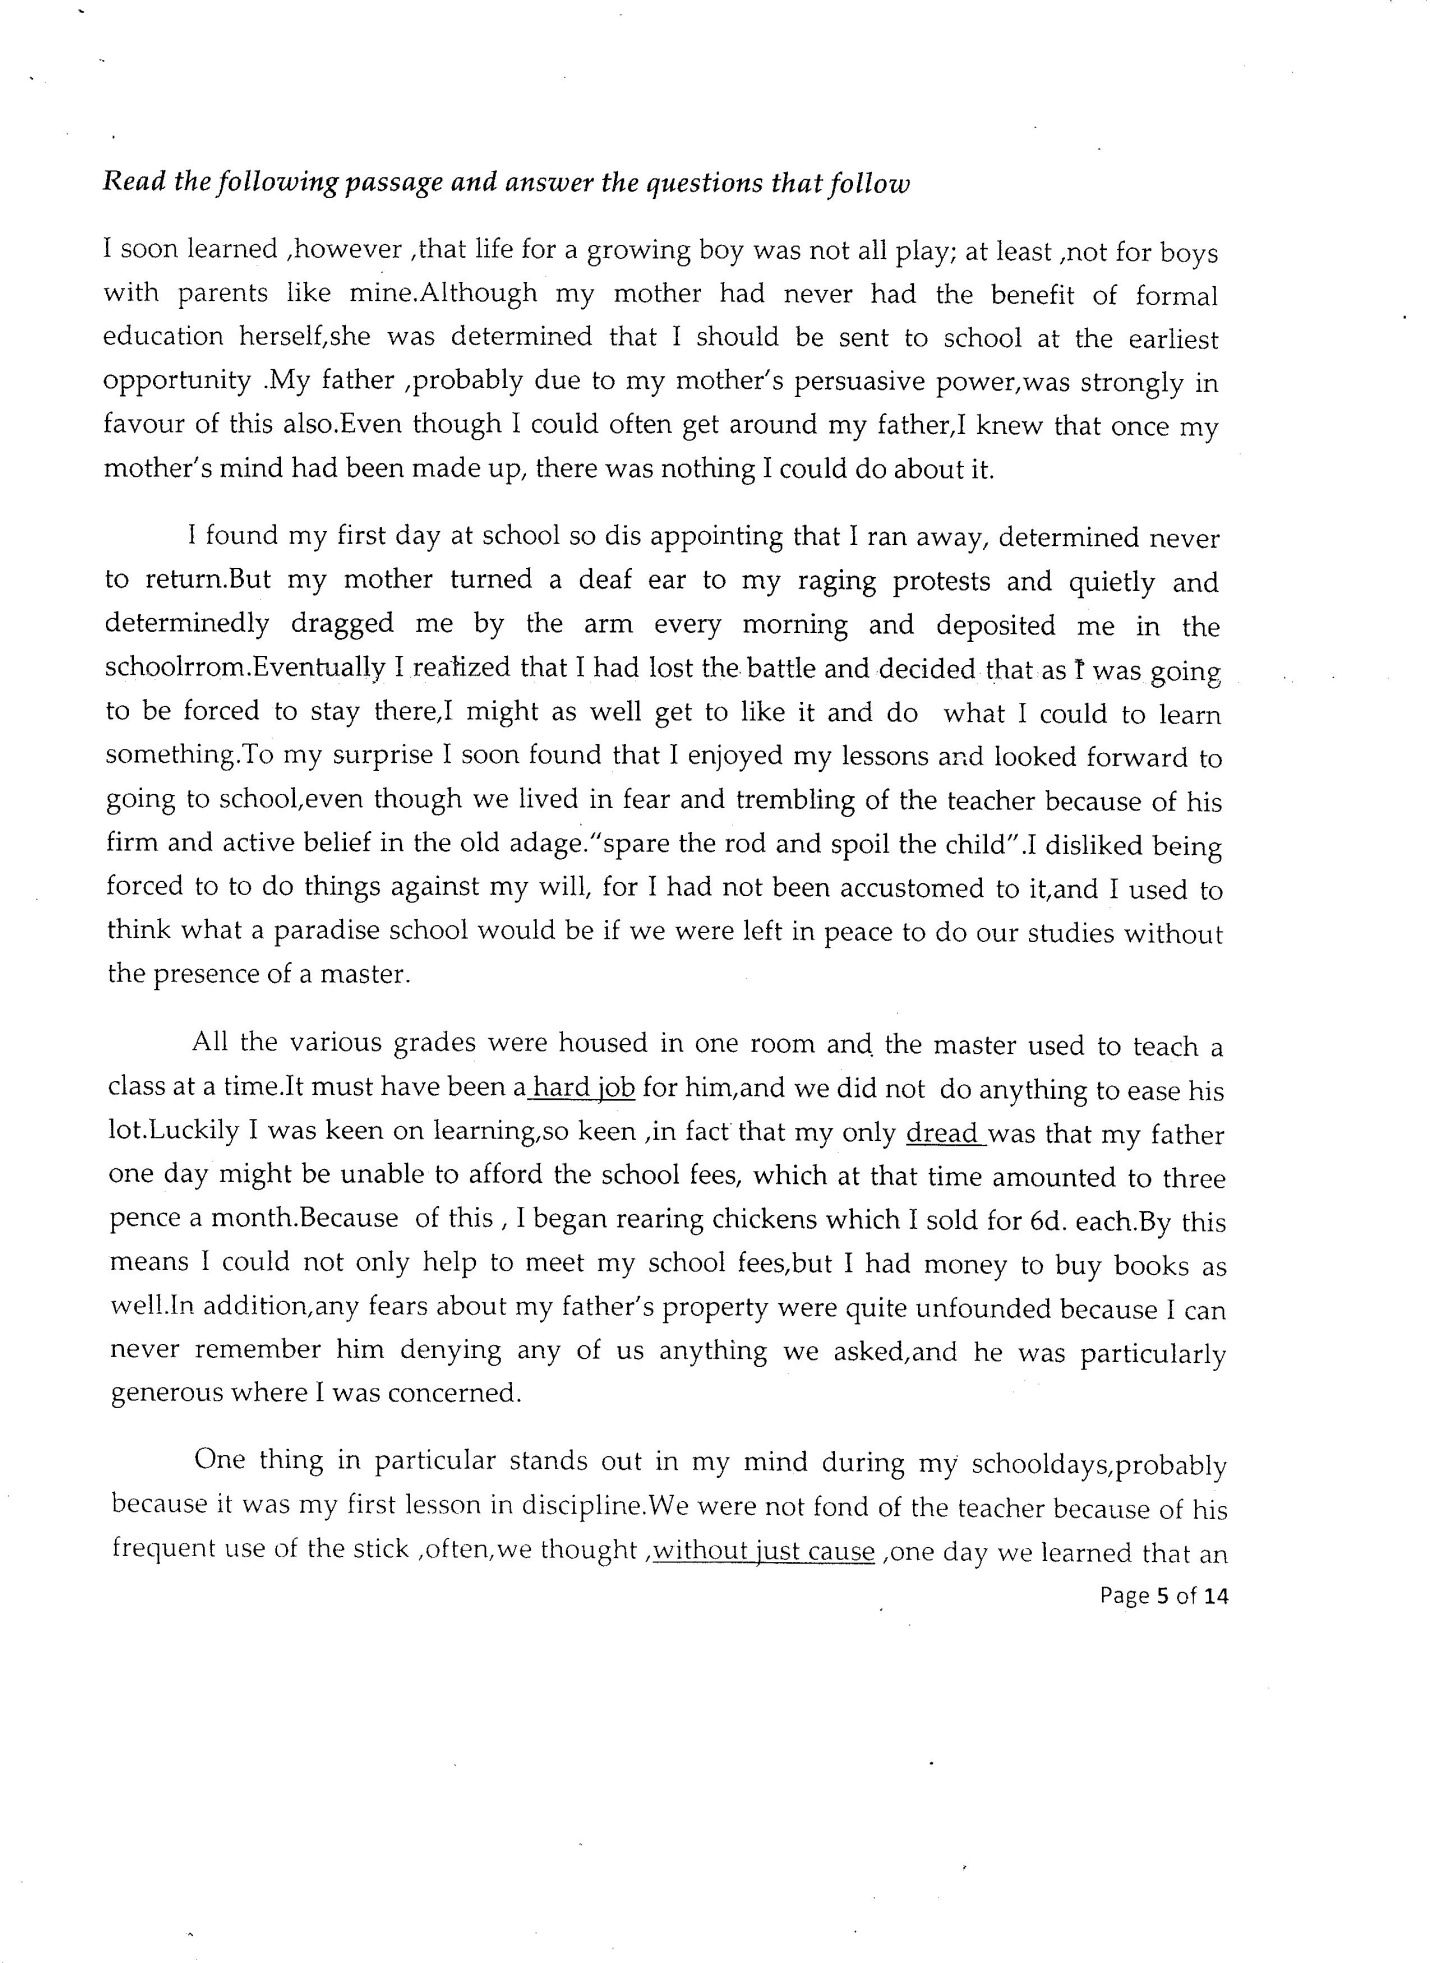 Read the following passage and answer the questions that follow
I soon learned ,however ,that life for a growing boy was not all play; at least ,not for boys
with parents like mine.Although my mother had never had the benefit of formal
education herself,she was determined that I should be sent to school at the earliest
opportunity .My father ,probably due to my mother's persuasive power,was strongly in
favour of this also.Even though I could often get around my father,I knew that once my
mother's mind had been made up, there was nothing I could do about it.
I found my first day at school so dis appointing that I ran away, determined never
to return.But my mother turned a deaf ear to my raging protests and quietly and
determinedly dragged me by the arm every morning and deposited me in the
schoolrrom.Eventually I realized that I had lost the battle and decided that as I was going
to be forced to stay there,I might as well get to like it and do what I could to learn
something.To my surprise I soon found that I enjoyed my lessons and looked forward to
going to school,even though we lived in fear and trembling of the teacher because of his
firm and active belief in the old adage."spare the rod and spoil the child".I disliked being
forced to to do things against my will, for I had not been accustomed to it,and I used to
think what a paradise school would be if we were left in peace to do our studies without
the presence of a master.
All the various grades were housed in one room and the master used to teach a
class at a time.It must have been a hard job for him,and we did not do anything to ease his
lot.Luckily I was keen on learning,so keen ,in fact that my only dread was that my father
one day might be unable to afford the school fees, which at that time amounted to three
pence a month.Because of this , I began rearing chickens which I sold for 6d. each.By this
means I could not only help to meet my school fees,but I had money to buy books as
well.In addition,any fears about my father's property were quite unfounded because I can
never remember him denying any of us anything we asked,and he was particularly
generous where I was concerned.
One thing in particular stands out in my mind during my schooldays,probably
because it was my first lesson in discipline.We were not fond of the teacher because of his
frequent use of the stick ,often,we thought ,without just cause ,one day we learned that an
Page 5 of 14